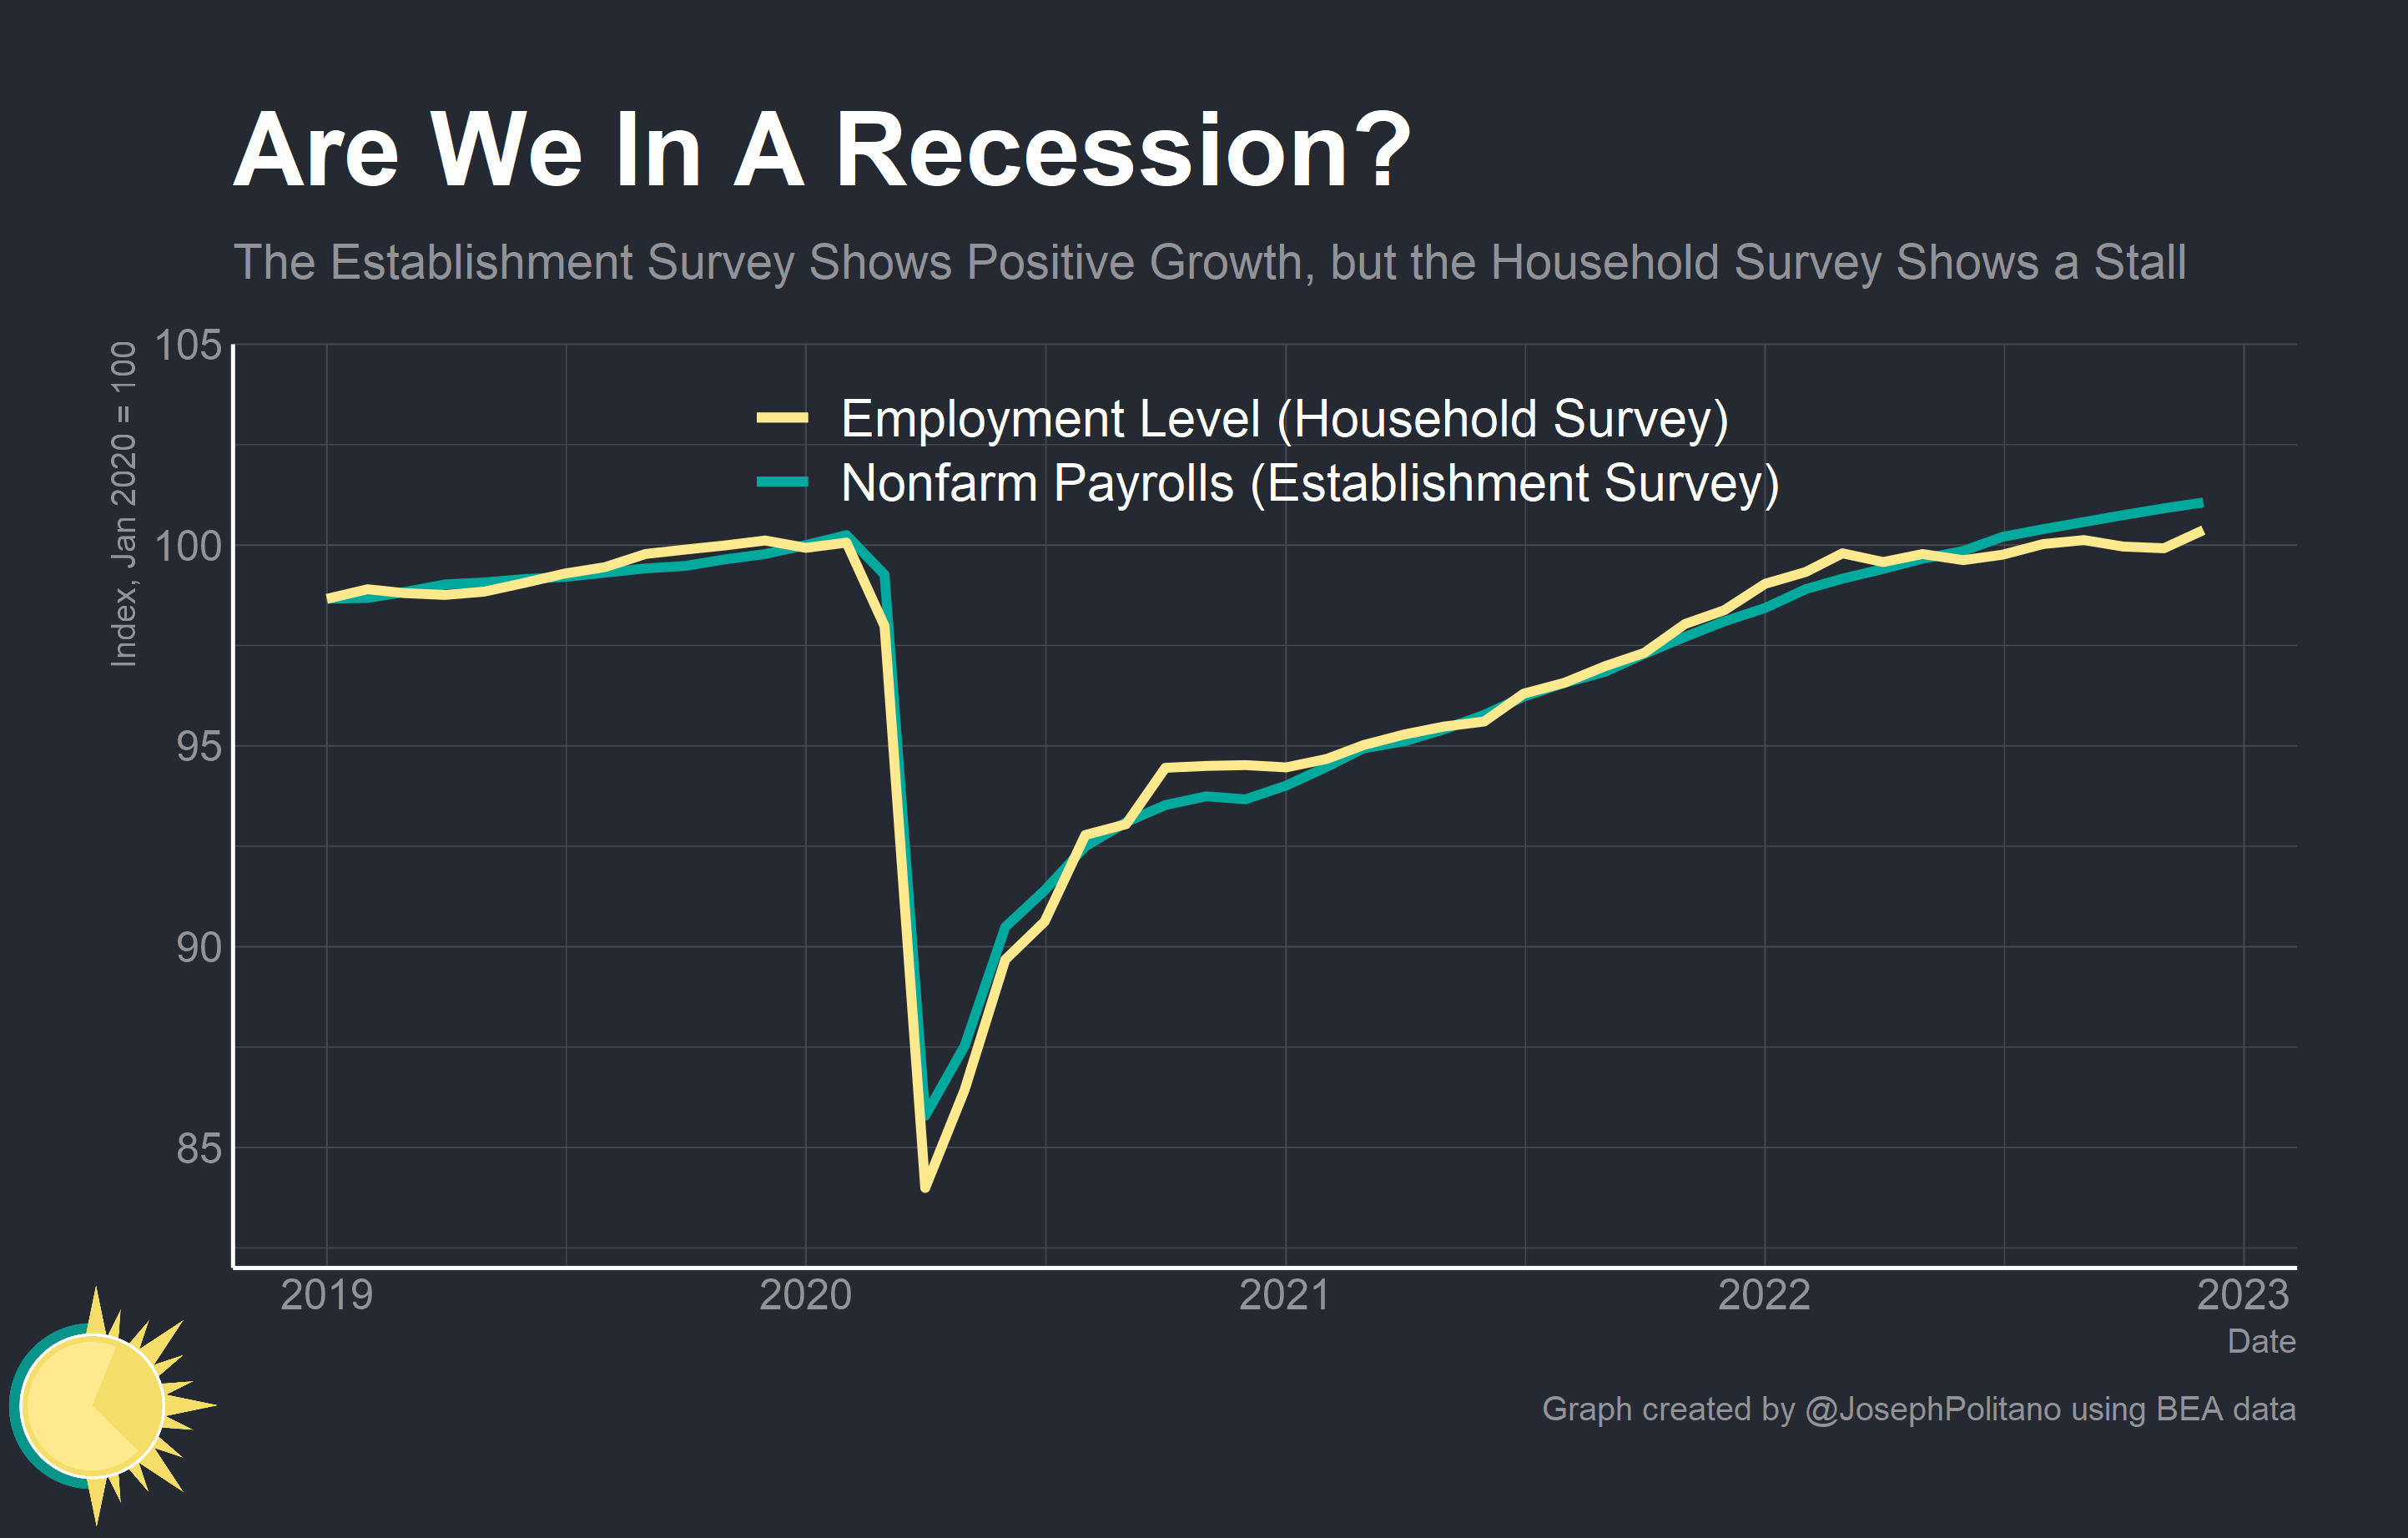 Are We In A Recession?
The Establishment Survey Shows Positive Growth, but the Household Survey Shows a Stall
Index, Jan 2020 = 100
105
100
95
90
85
Employment Level (Household Survey)
Nonfarm Payrolls (Establishment Survey)
2019 2020 2021 2022 2023
Date
Graph created by @JosephPolitano using BEA data